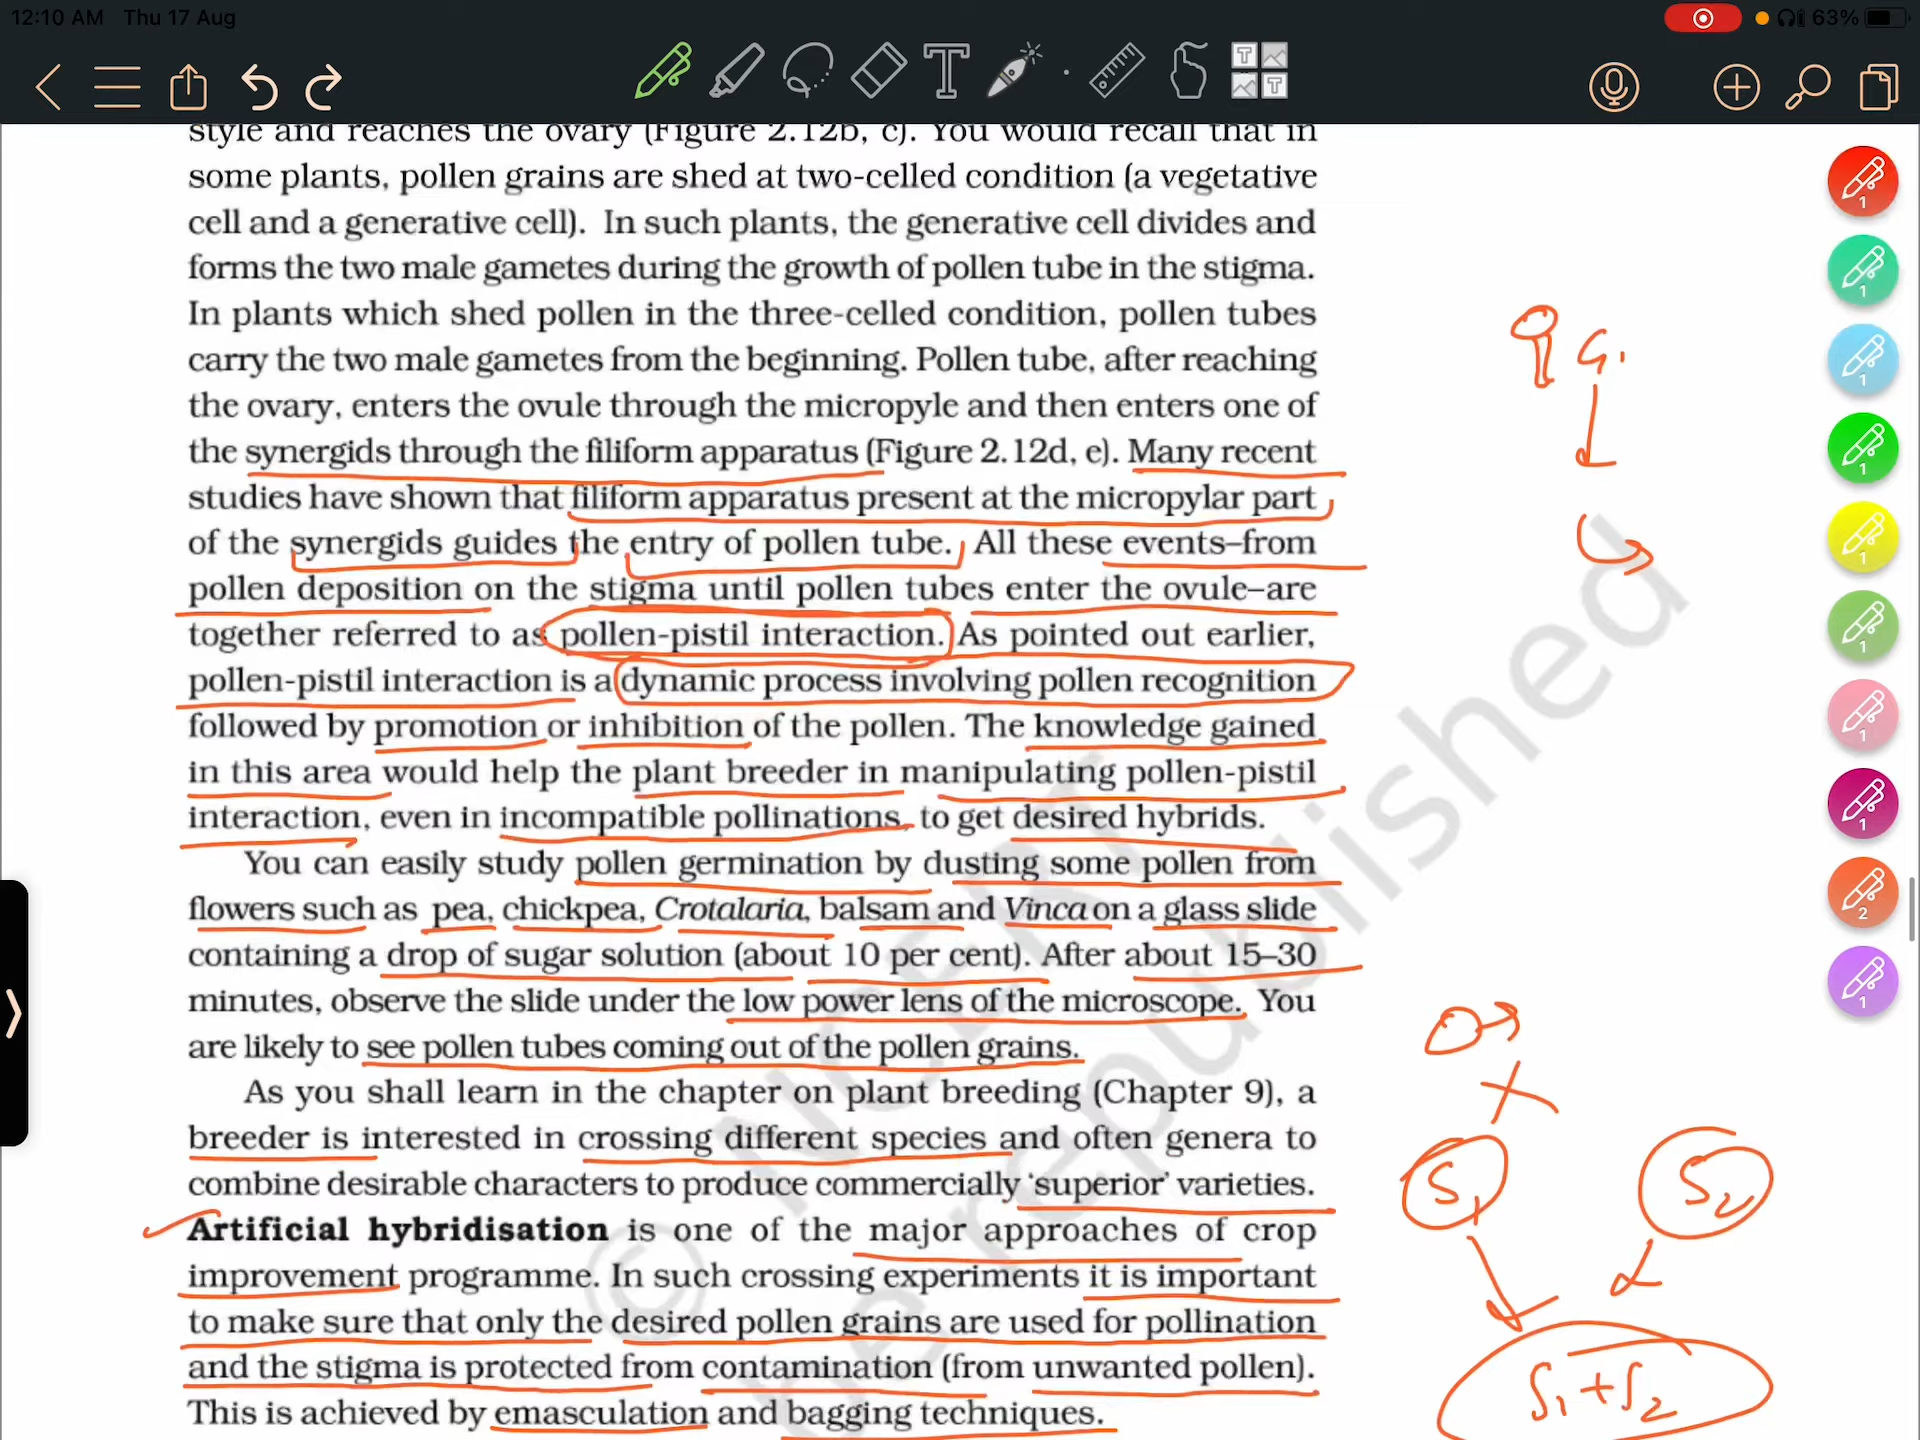 12:10 AM Thu 17 Aug
63%
style and reaches the ovary (Figure 2.12b, c). You would recall that in
some plants, pollen grains are shed at two-celled condition (a vegetative
cell and a generative cell). In such plants, the generative cell divides and
forms the two male gametes during the growth of pollen tube in the stigma.
In plants which shed pollen in the three-celled condition, pollen tubes
carry the two male gametes from the beginning. Pollen tube, after reaching
the ovary, enters the ovule through the micropyle and then enters one of
the synergids through the filiform apparatus (Figure 2.12d, e). Many recent
studies have shown that filiform apparatus present at the micropylar part
of the synergids guides the entry of pollen tube. All these events–from
pollen deposition on the stigma until pollen tubes enter the ovule–are
together referred to as pollen-pistil interaction. As pointed out earlier,
pollen-pistil interaction is a dynamic process involving pollen recognition
followed by promotion or inhibition of the pollen. The knowledge gained
in this area would help the plant breeder in manipulating pollen-pistil
interaction, even in incompatible pollinations, to get desired hybrids.
You can easily study pollen germination by dusting some pollen from
flowers such as pea, chickpea, Crotalaria, balsam and Vinca on a glass slide
containing a drop of sugar solution (about 10 per cent). After about 15–30
minutes, observe the slide under the low power lens of the microscope. You
are likely to see pollen tubes coming out of the pollen grains.
As you shall learn in the chapter on plant breeding (Chapter 9), a
breeder is interested in crossing different species and often genera to
combine desirable characters to produce commercially 'superior' varieties.
Artificial hybridisation is one of the major approaches of crop
improvement programme. In such crossing experiments it is important
to make sure that only the desired pollen grains are used for pollination
and the stigma is protected from contamination (from unwanted pollen).
This is achieved by emasculation and bagging techniques.
G.
S1
S2
S1+S2
© NCERT
be republished
1
1
1
1
1
1
1
1
2
1